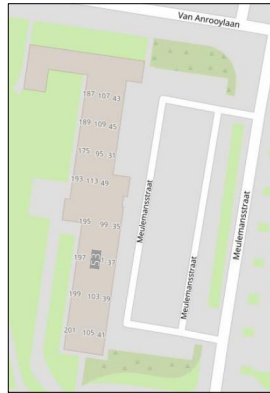 Van Anrooylaan
187 107 43
189 109 45
175 95 31
193 113 49
195 99 35
197 37
199 103 39
201 105 41
Meulemansstraat
Meulemansstraat
Meulemansstraat